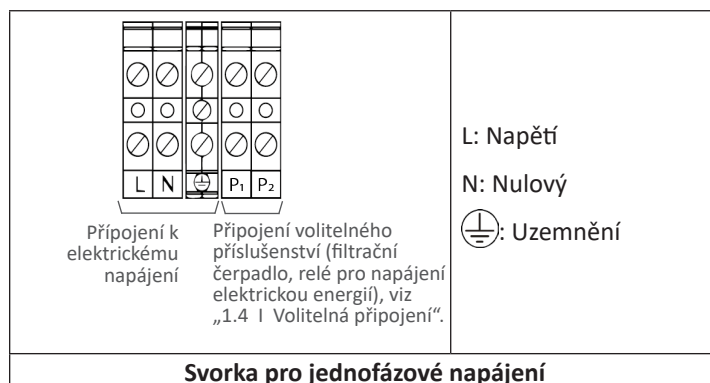 L N P₁ P₂
Přípojení k
elektrickému
napájení
Připojení volitelného
příslušenství (filtrační
čerpadlo, relé pro napájení
elektrickou energií), viz
„1.4 I Volitelná připojení“.
L: Napětí
N: Nulový
: Uzemnění
Svorka pro jednofázové napájení